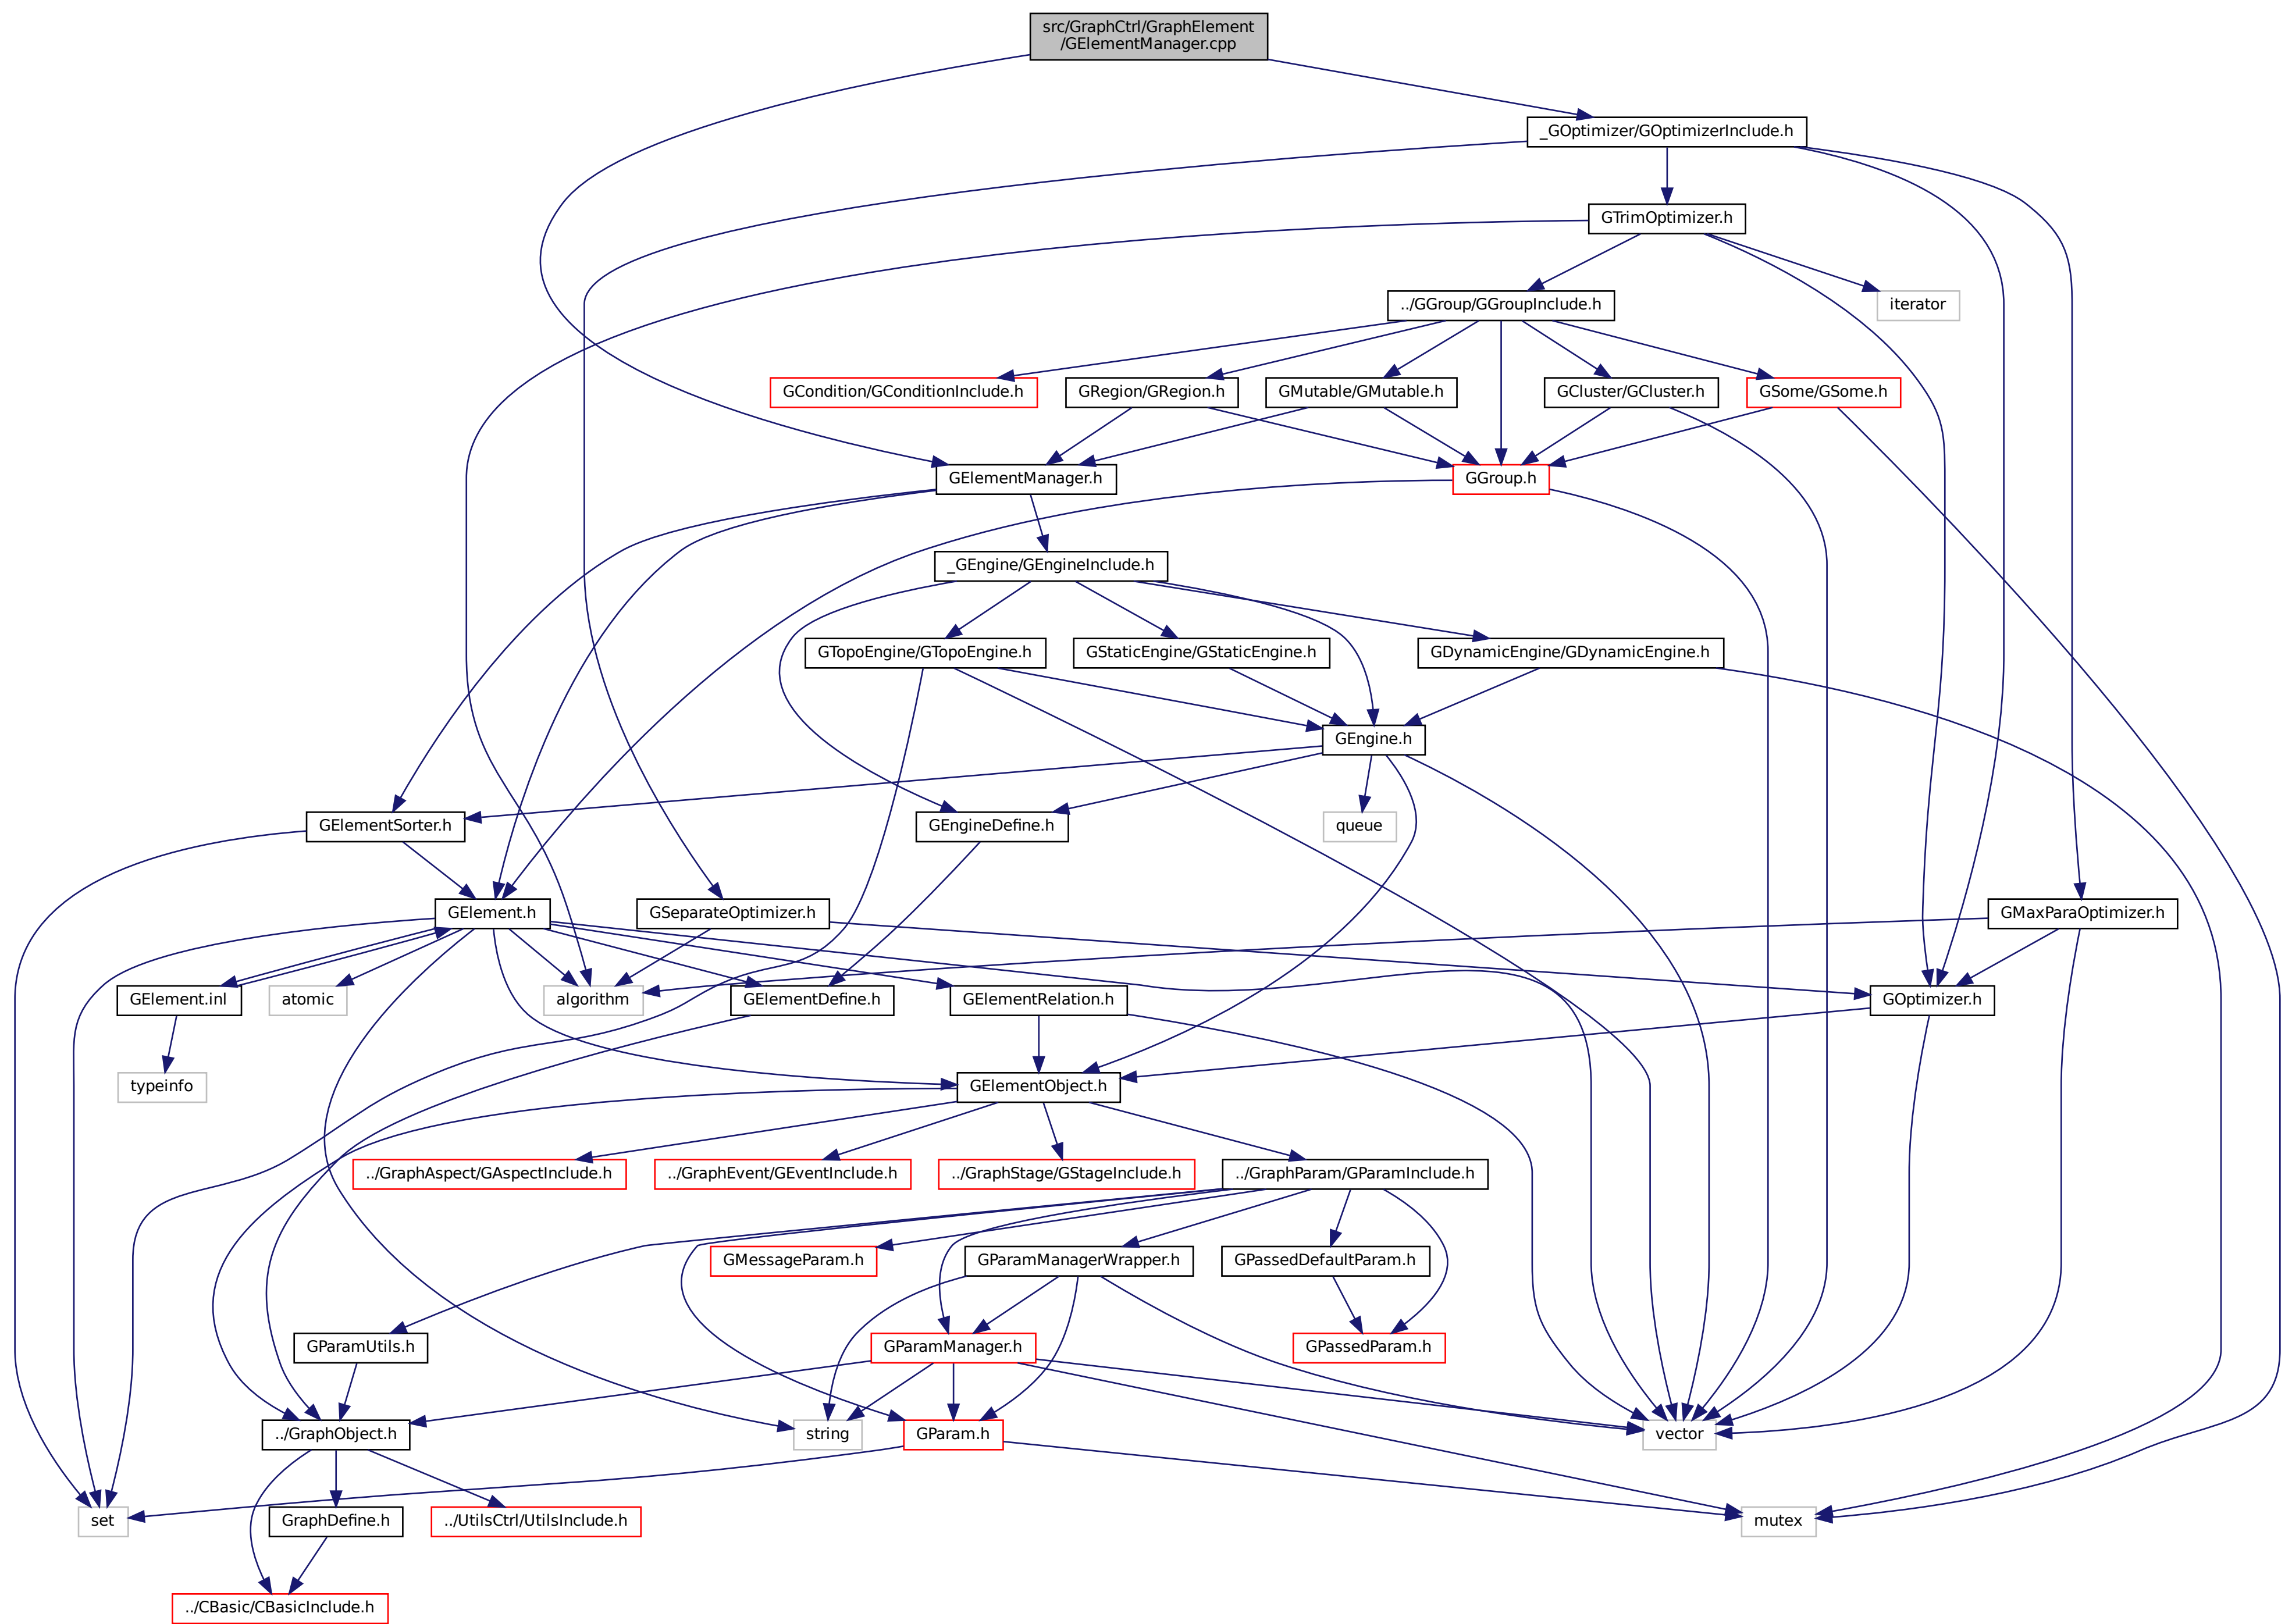 src/GraphCtrl/GraphElement
/GElementManager.cpp
_GOptimizer/GOptimizerInclude.h
GTrimOptimizer.h
../GGroup/GGroupInclude.h
iterator
GCondition/GConditionInclude.h
GRegion/GRegion.h
GMutable/GMutable.h
GCluster/GCluster.h
GSome/GSome.h
GElementManager.h
GGroup.h
_GEngine/GEngineInclude.h
GTopoEngine/GTopoEngine.h
GStaticEngine/GStaticEngine.h
GDynamicEngine/GDynamicEngine.h
GEngine.h
GElementSorter.h
GEngineDefine.h
queue
GElement.h
GSeparateOptimizer.h
GMaxParaOptimizer.h
GElement.inl
atomic
algorithm
GElementDefine.h
GElementRelation.h
GOptimizer.h
typeinfo
GElementObject.h
../GraphAspect/GAspectInclude.h
../GraphEvent/GEventInclude.h
../GraphStage/GStageInclude.h
../GraphParam/GParamInclude.h
GMessageParam.h
GParamManagerWrapper.h
GPassedDefaultParam.h
GParamUtils.h
GParamManager.h
GPassedParam.h
../GraphObject.h
string
GParam.h
vector
set
GraphDefine.h
../UtilsCtrl/UtilsInclude.h
mutex
../CBasic/CBasicInclude.h